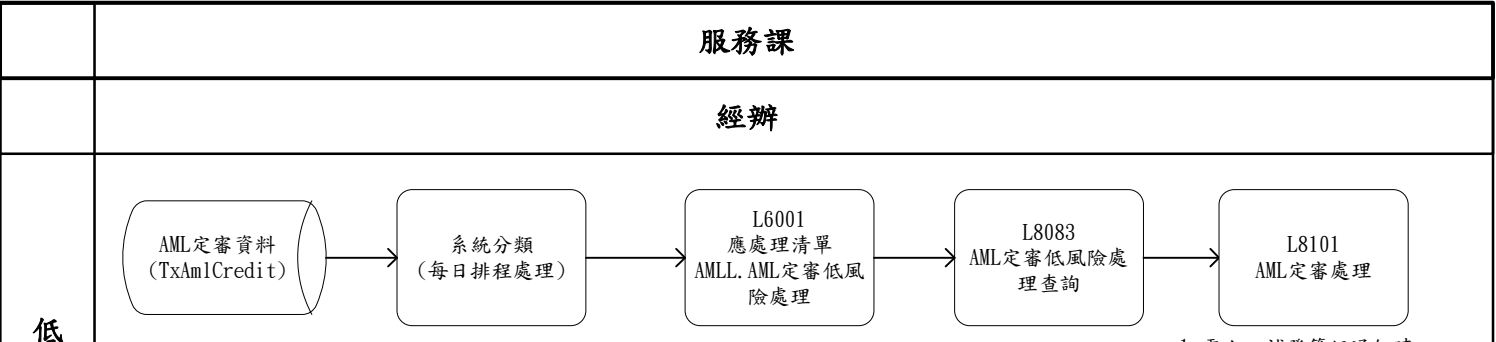 服務課
經辦
AML定審資料
(TxAmlCredit)
系統分類
(每日排程處理)
L6001
應處理清單
AMLL.AML定審低風
險處理
L8083
AML定審低風險處
理查詢
L8101
AML定審處理
低